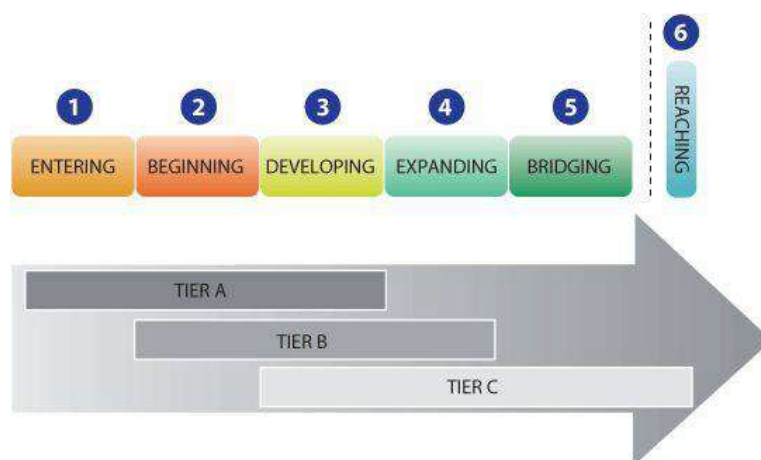 6
1 2 3 4 5
REACHING
ENTERING BEGINNING DEVELOPING EXPANDING BRIDGING
TIER A
TIER B
TIER C